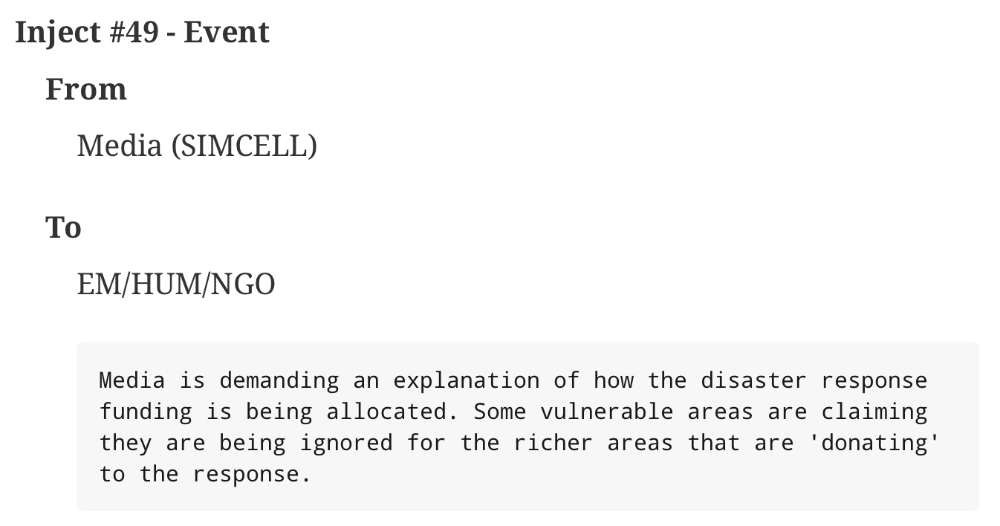 Inject #49 - Event
From
Media (SIMCELL)
To
EM/HUM/NGO
Media is demanding an explanation of how the disaster response
funding is being allocated. Some vulnerable areas are claiming
they are being ignored for the richer areas that are 'donating'
to the response.